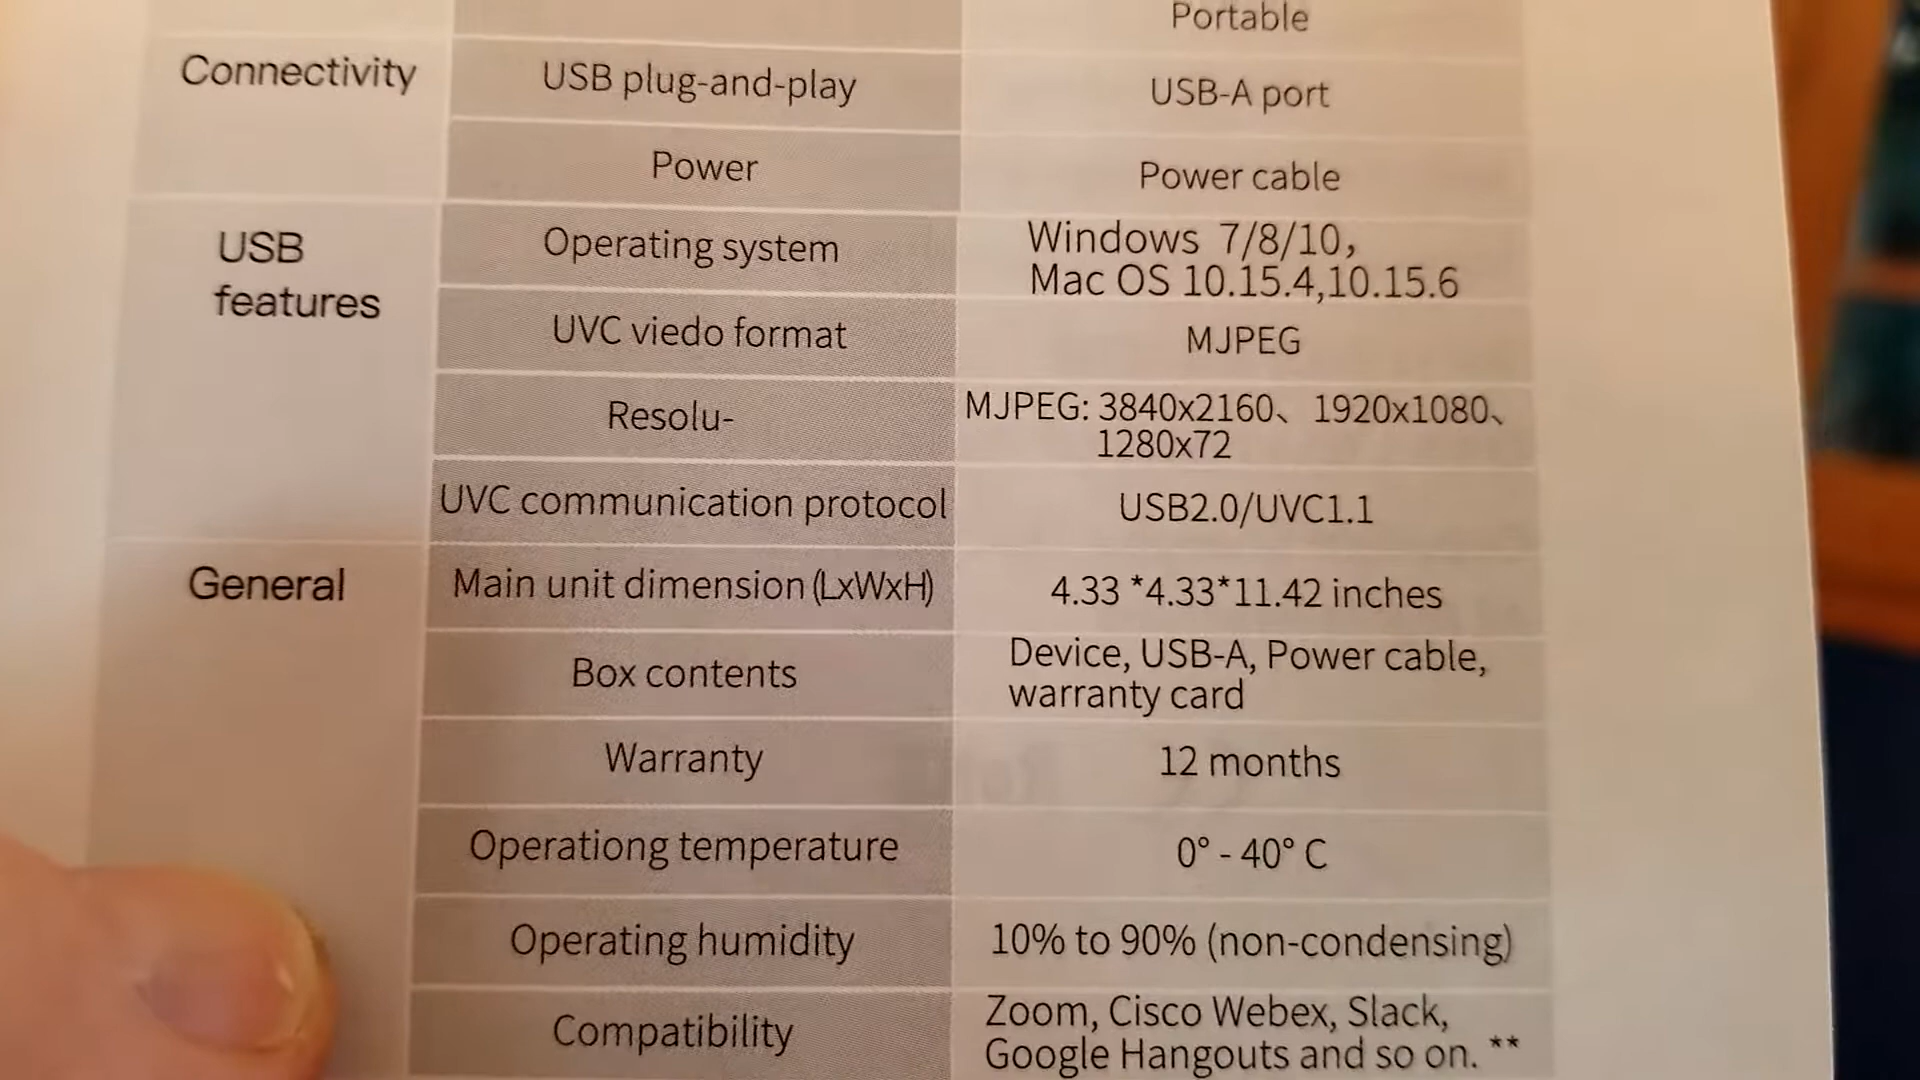 Portable
Connectivity
USB plug-and-play
USB-A port
Power
Power cable
USB
features
Operating system
Windows 7/8/10,
Mac OS 10.15.4,10.15.6
UVC viedo format
MJPEG
Resolu-
MJPEG: 3840x2160、 1920x1080、
1280x72
UVC communication protocol
USB2.0/UVC1.1
General
Main unit dimension (LxWxH)
4.33 *4.33*11.42 inches
Box contents
Device, USB-A, Power cable,
warranty card
Warranty
12 months
Operationg temperature
0° - 40° C
Operating humidity
10% to 90% (non-condensing)
Compatibility
Zoom, Cisco Webex, Slack,
Google Hangouts and so on. **